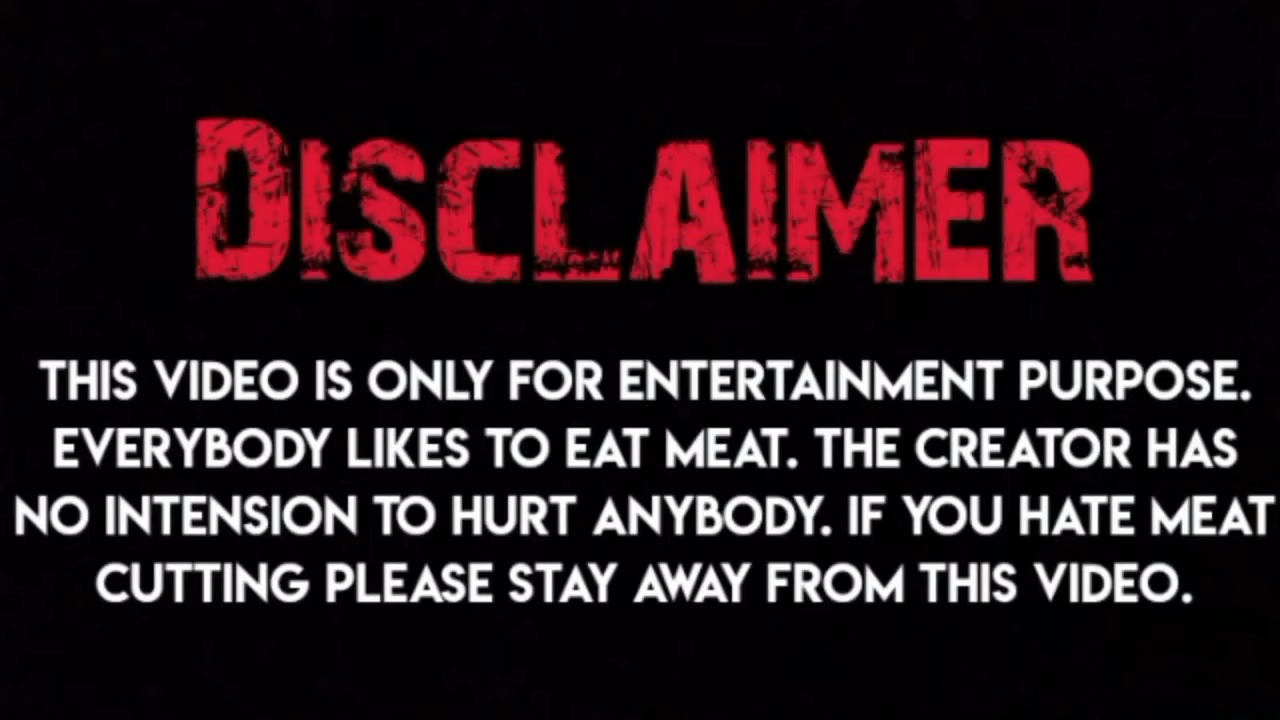 DISCLAIMER
THIS VIDEO IS ONLY FOR ENTERTAINMENT PURPOSE.
EVERYBODY LIKES TO EAT MEAT. THE CREATOR HAS
NO INTENSION TO HURT ANYBODY. IF YOU HATE MEAT
CUTTING PLEASE STAY AWAY FROM THIS VIDEO.